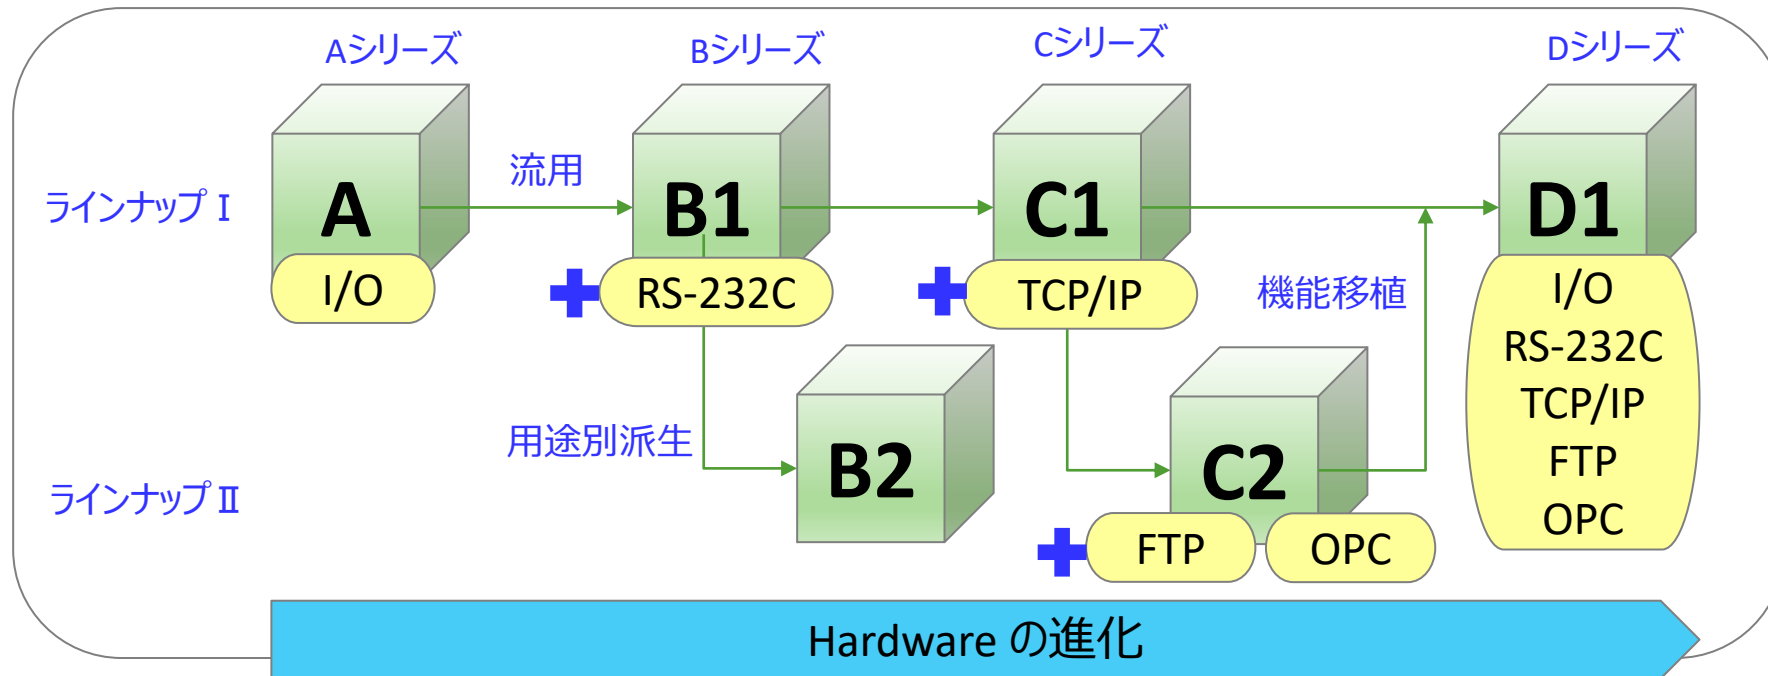 Aシリーズ
Bシリーズ
Cシリーズ
Dシリーズ
ラインナップ Ⅰ
A
流用
B1
C1
D1
I/O
RS-232C
TCP/IP
機能移植
I/O
RS-232C
TCP/IP
FTP
OPC
ラインナップ Ⅱ
用途別派生
B2
C2
FTP
OPC
Hardware の進化